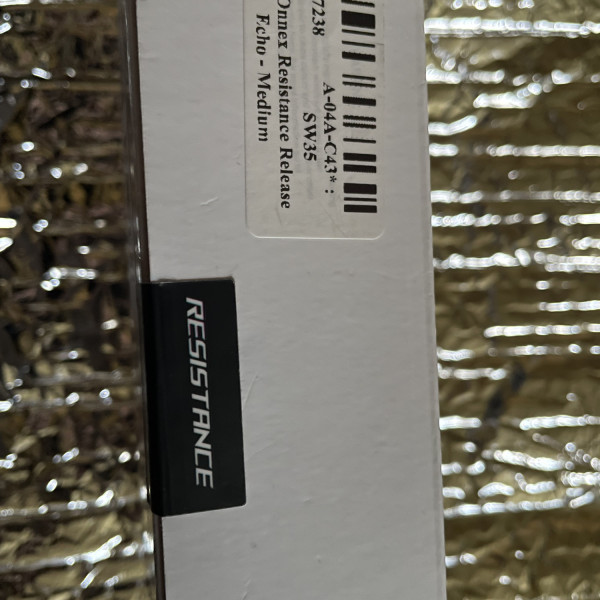 7238
A-04A-C43* :
SW35
Onnex Resistance Release
Echo - Medium
RESISTANCE